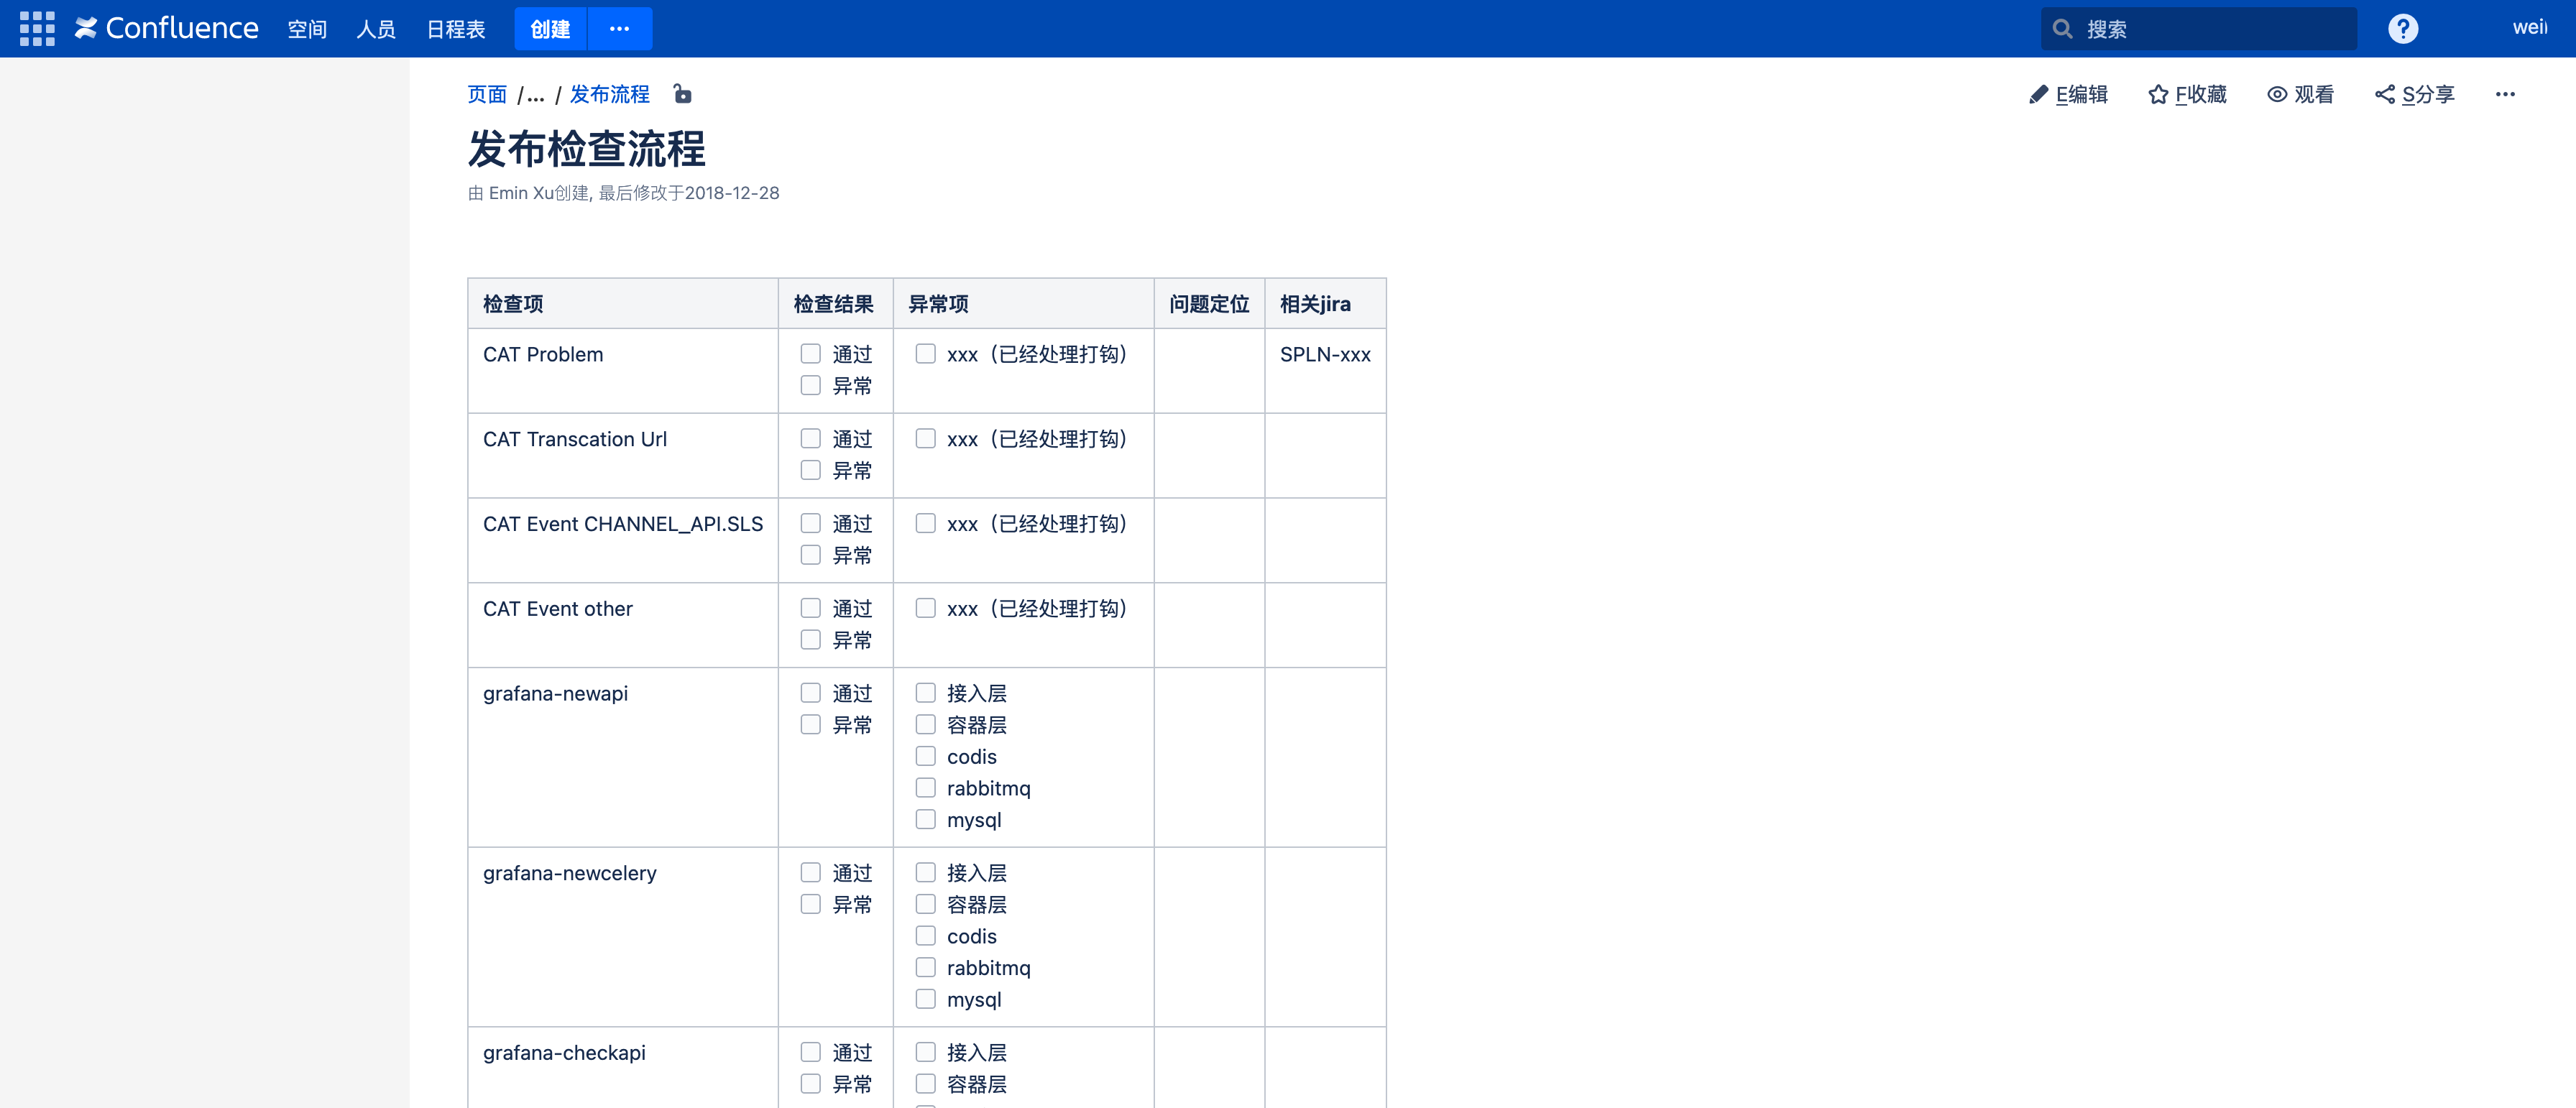 Confluence 空间 人员 日程表 创建 ··· 搜索 ? wei
页面 /... / 发布流程 E编辑 F收藏 观看 S分享 ···
发布检查流程
由 Emin Xu创建, 最后修改于2018-12-28
检查项 检查结果 异常项 问题定位 相关jira
CAT Problem 通过 xxx（已经处理打钩） SPLN-xxx
异常
CAT Transcation Url 通过 xxx（已经处理打钩）
异常
CAT Event CHANNEL_API.SLS 通过 xxx（已经处理打钩）
异常
CAT Event other 通过 xxx（已经处理打钩）
异常
grafana-newapi 通过 接入层
异常 容器层
codis
rabbitmq
mysql
grafana-newcelery 通过 接入层
异常 容器层
codis
rabbitmq
mysql
grafana-checkapi 通过 接入层
异常 容器层